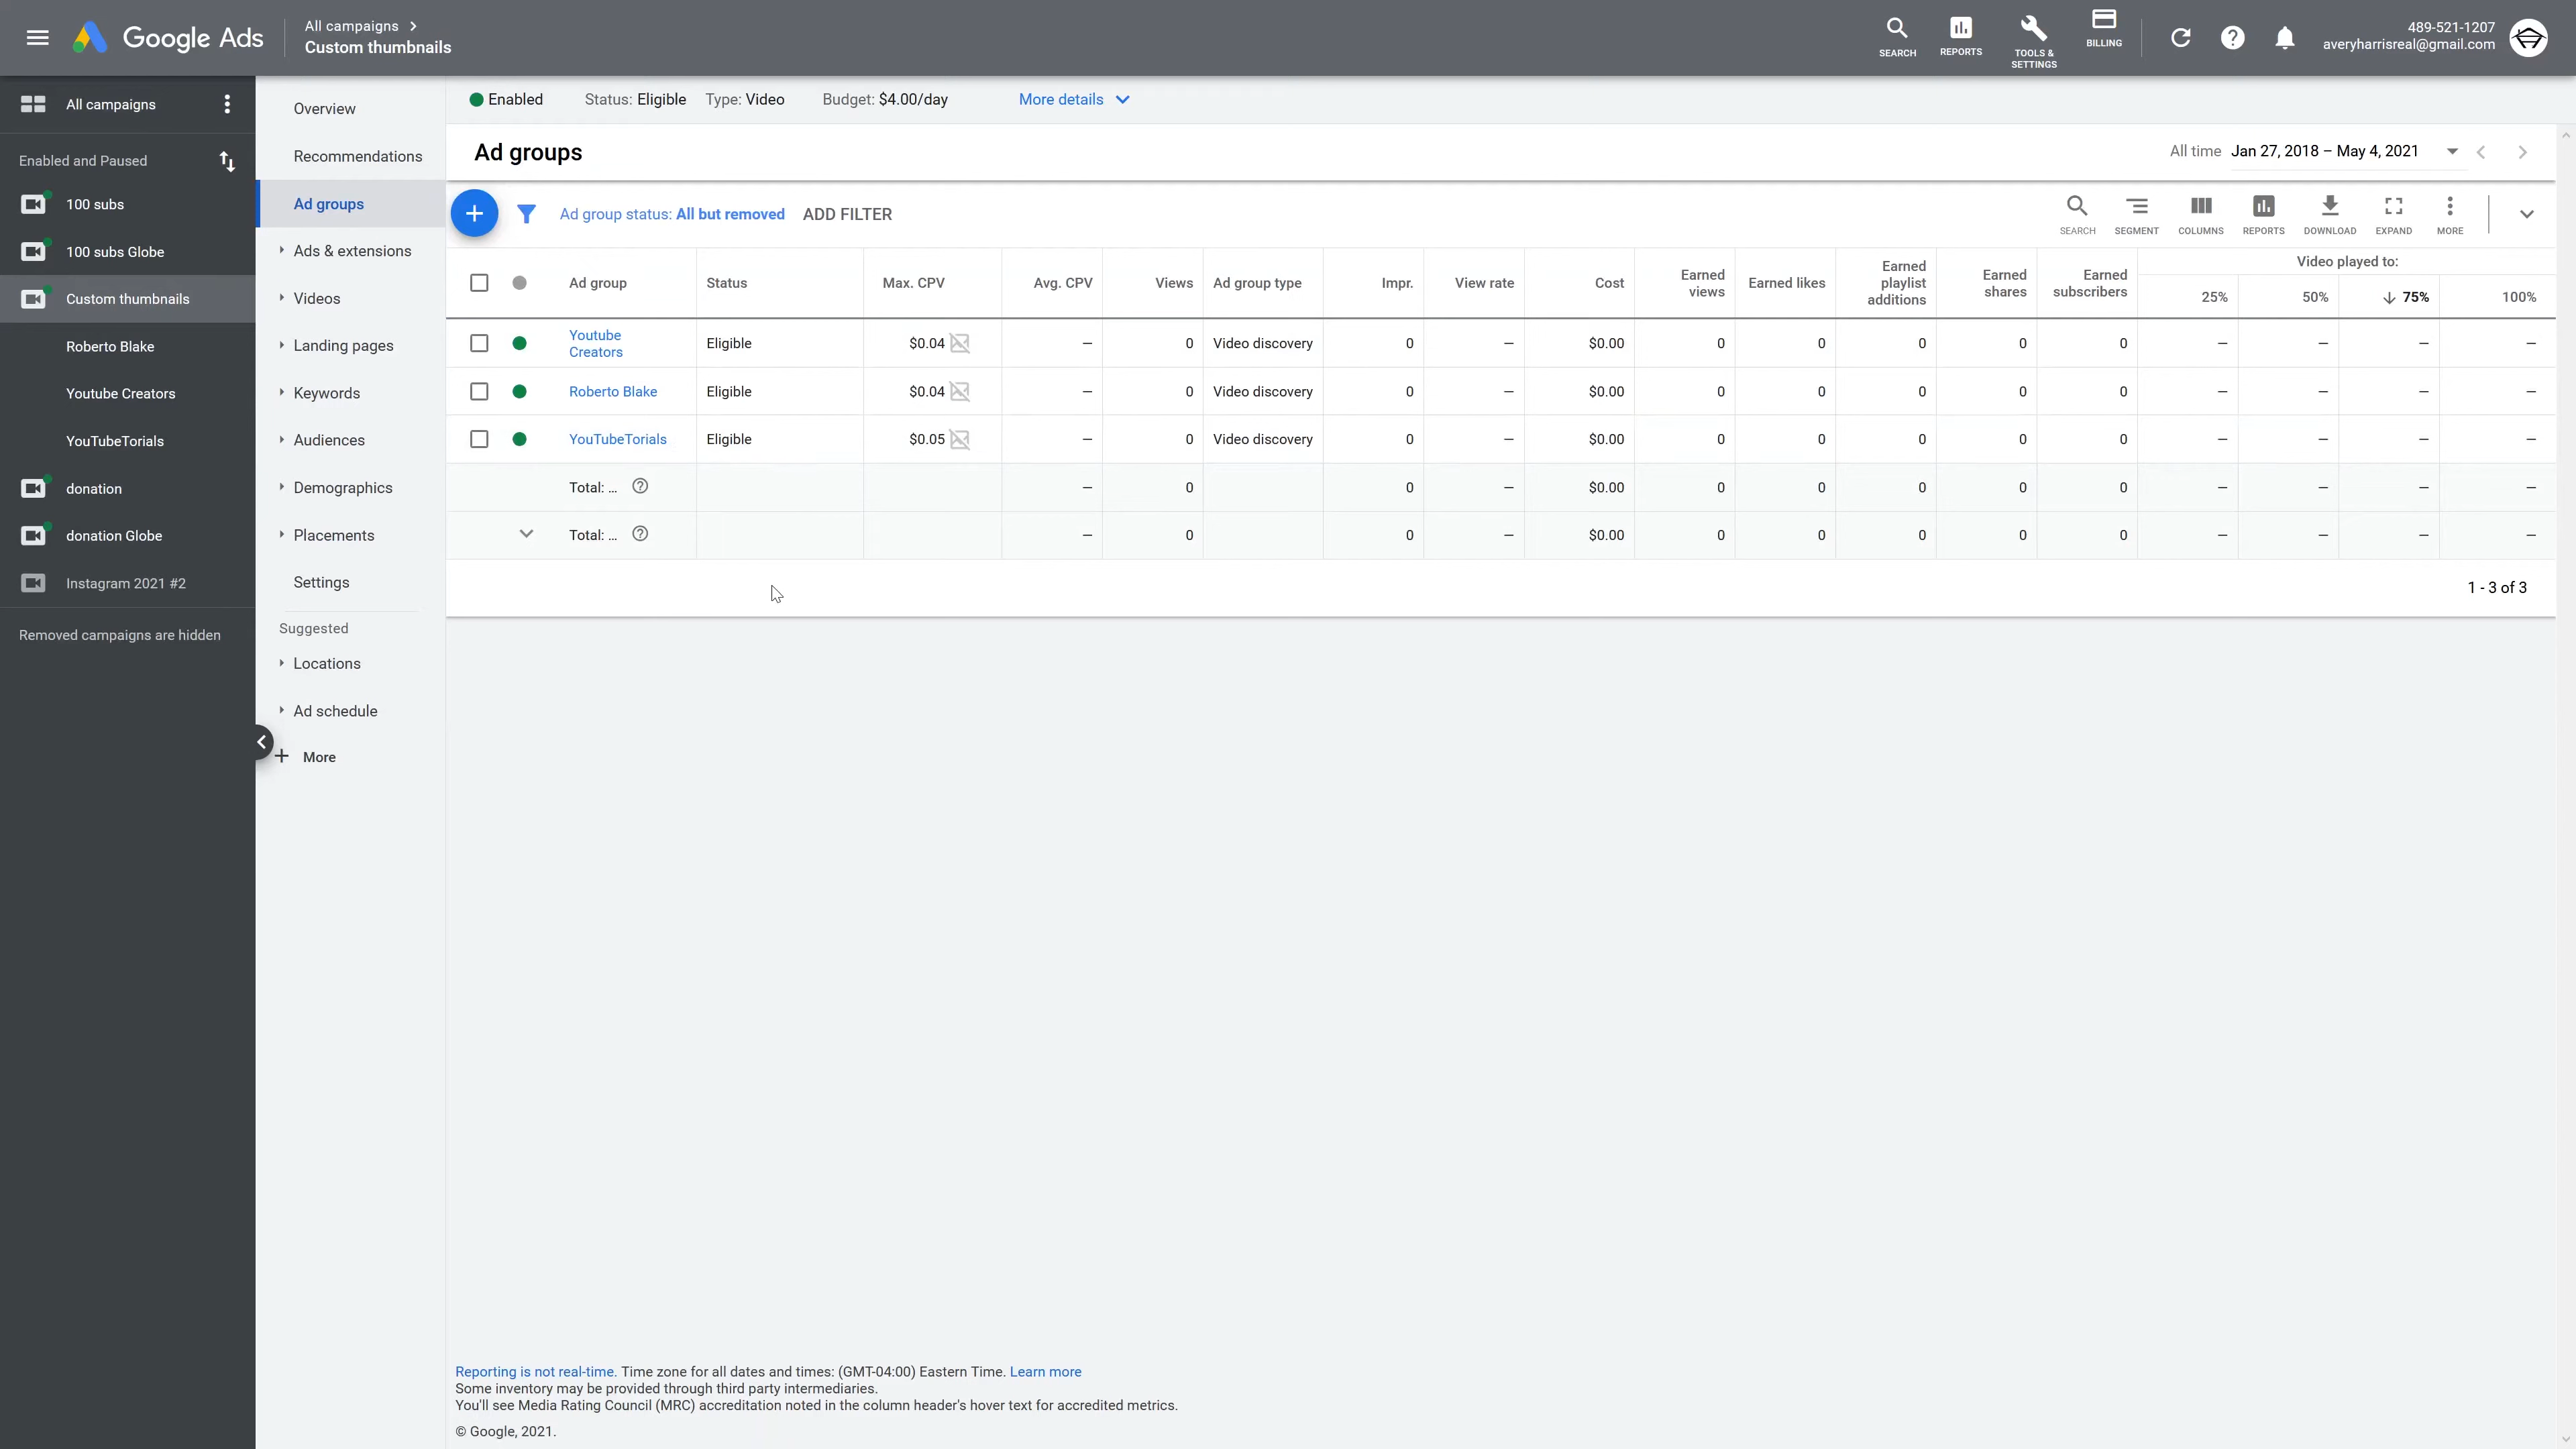 Google Ads
All campaigns
Custom thumbnails
SEARCH
REPORTS
TOOLS &
SETTINGS
BILLING
489-521-1207
averyharrisreal@gmail.com
All campaigns
Enabled and Paused
100 subs
100 subs Globe
Custom thumbnails
Roberto Blake
Youtube Creators
YouTubeTorials
donation
donation Globe
Instagram 2021 #2
Removed campaigns are hidden
Overview
Recommendations
Ad groups
Ads & extensions
Videos
Landing pages
Keywords
Audiences
Demographics
Placements
Settings
Suggested
Locations
Ad schedule
+ More
Enabled Status: Eligible Type: Video Budget: $4.00/day More details
Ad groups
All time Jan 27, 2018 – May 4, 2021
Ad group status: All but removed ADD FILTER
SEARCH SEGMENT COLUMNS REPORTS DOWNLOAD EXPAND MORE
Ad group Status Max. CPV Avg. CPV Views Ad group type Impr. View rate Cost Earned views Earned likes Earned playlist additions Earned shares Earned subscribers Video played to: 25% 50% 75% 100%
Youtube Creators Eligible $0.04 — 0 Video discovery 0 — $0.00 0 0 0 0 0 — — — —
Roberto Blake Eligible $0.04 — 0 Video discovery 0 — $0.00 0 0 0 0 0 — — — —
YouTubeTorials Eligible $0.05 — 0 Video discovery 0 — $0.00 0 0 0 0 0 — — — —
Total: ... — 0 0 — $0.00 0 0 0 0 0 — — — —
Total: ... — 0 0 — $0.00 0 0 0 0 0 — — — —
1 - 3 of 3
Reporting is not real-time. Time zone for all dates and times: (GMT-04:00) Eastern Time. Learn more
Some inventory may be provided through third party intermediaries.
You'll see Media Rating Council (MRC) accreditation noted in the column header's hover text for accredited metrics.
© Google, 2021.